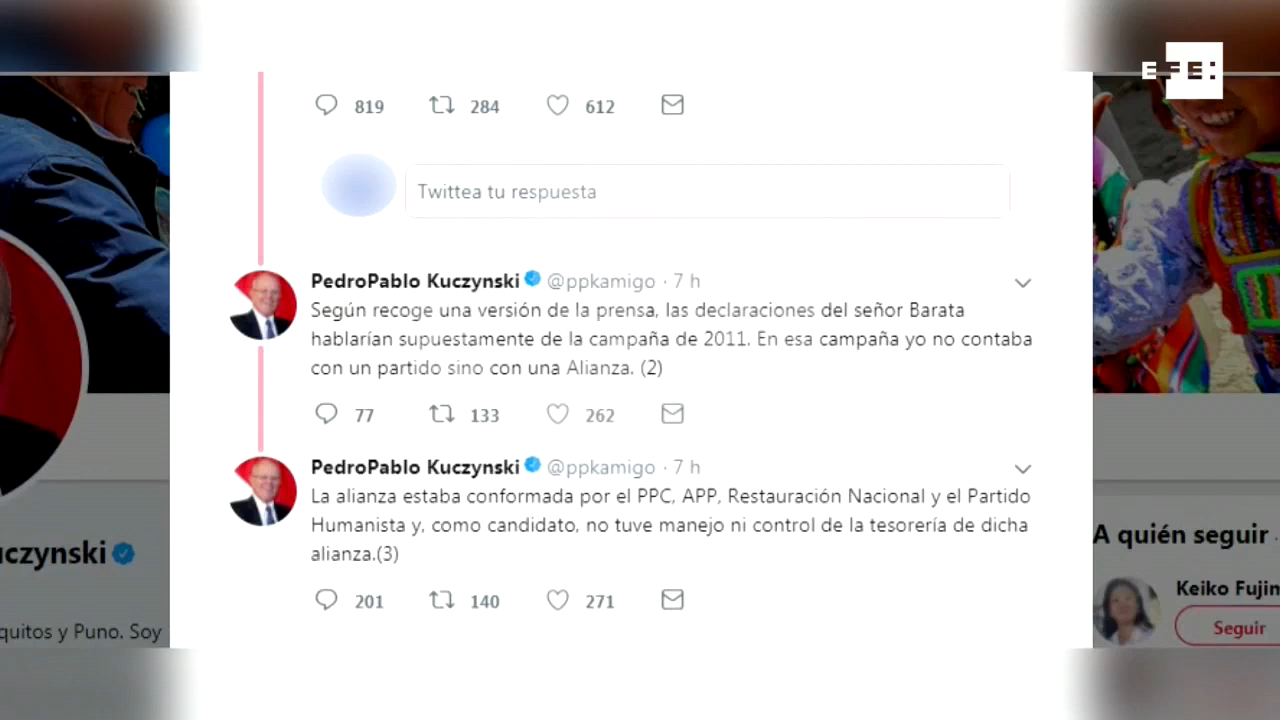 EFE:
819 284 612
Twittea tu respuesta
PedroPablo Kuczynski @ppkamigo · 7 h
Según recoge una versión de la prensa, las declaraciones del señor Barata
hablarían supuestamente de la campaña de 2011. En esa campaña yo no contaba
con un partido sino con una Alianza. (2)
77 133 262
PedroPablo Kuczynski @ppkamigo · 7 h
La alianza estaba conformada por el PPC, APP, Restauración Nacional y el Partido
Humanista y, como candidato, no tuve manejo ni control de la tesorería de dicha
alianza.(3)
201 140 271
uczynski
quitos y Puno. Soy
A quién seguir ·
Keiko Fujim
Seguir